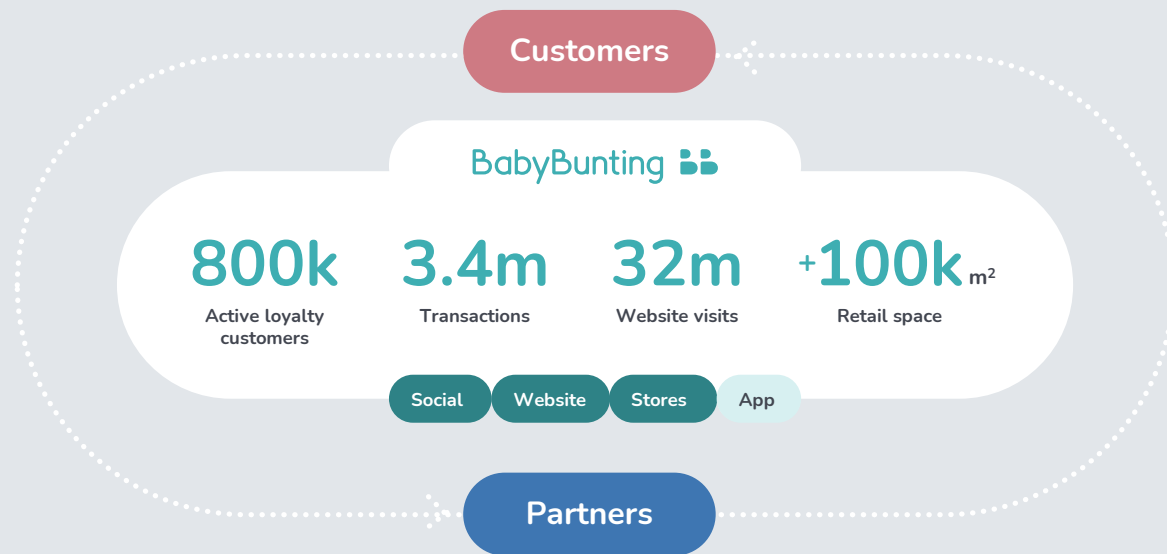 Customers
BabyBunting
800k
Active loyalty
customers
3.4m
Transactions
32m
Website visits
+100k m²
Retail space
Social
Website
Stores
App
Partners